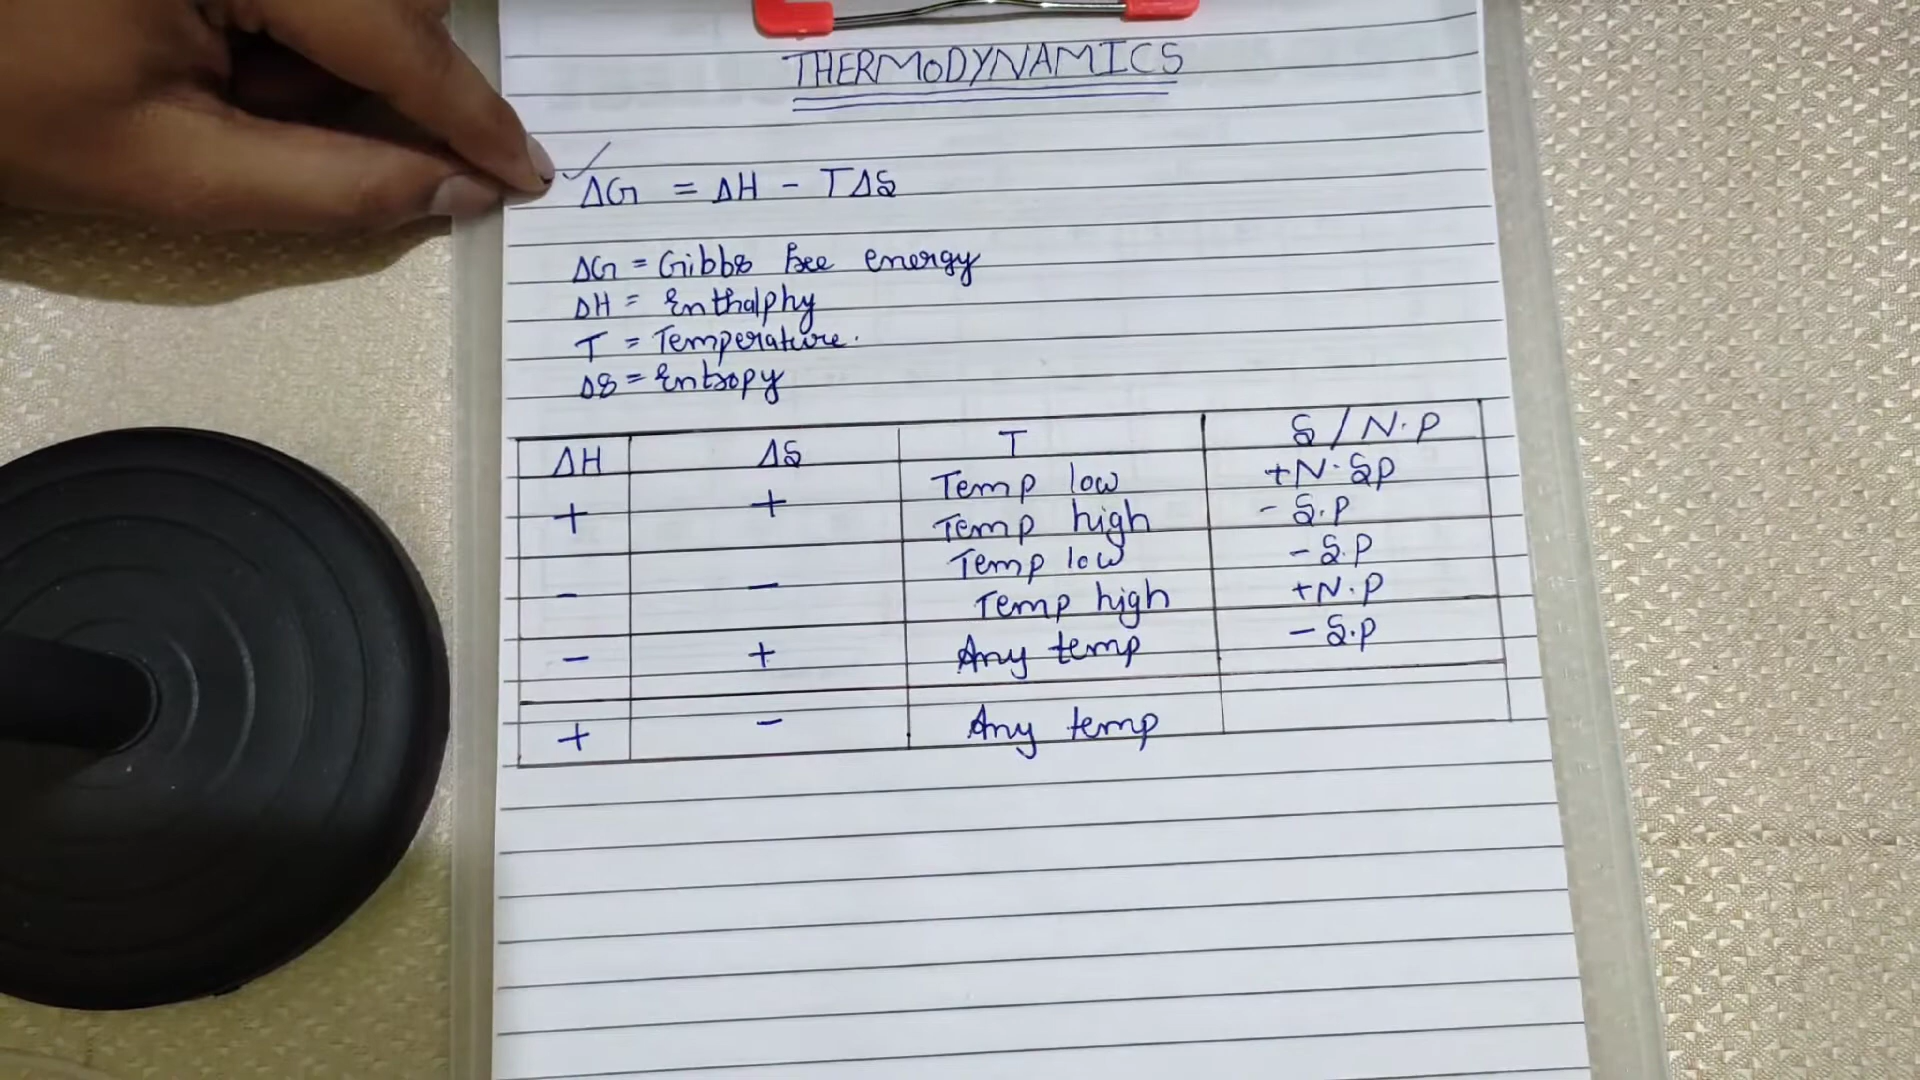 THERMODYNAMICS
ΔG = ΔH - TΔS
ΔG = Gibbs free energy
ΔH = Enthalphy
T = Temperature.
ΔS = Entropy
ΔH ΔS T S / N.P
+ + Temp low +N.SP
Temp high - S.P
- - Temp low - S.P
Temp high +N.P
- + Any temp - S.P
+ - Any temp